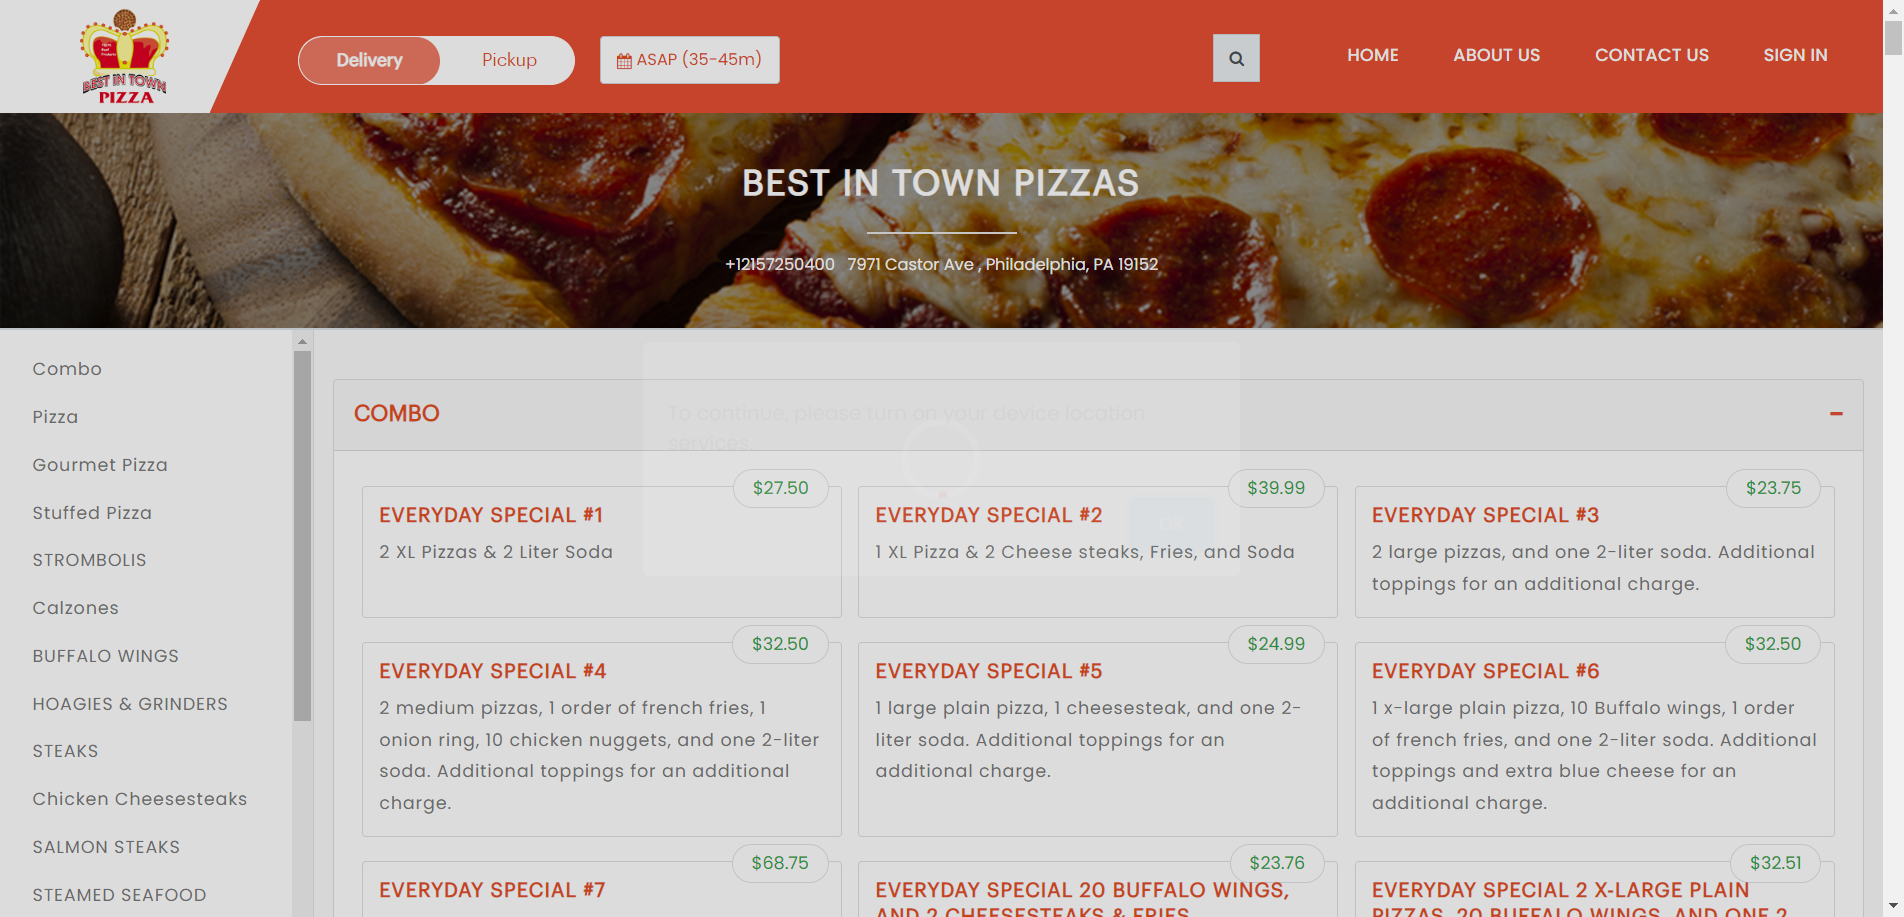 BEST IN TOWN
PIZZA
Delivery
Pickup
ASAP (35-45m)
HOME
ABOUT US
CONTACT US
SIGN IN
BEST IN TOWN PIZZAS
+12157250400 7971 Castor Ave , Philadelphia, PA 19152
Combo
Pizza
Gourmet Pizza
Stuffed Pizza
STROMBOLIS
Calzones
BUFFALO WINGS
HOAGIES & GRINDERS
STEAKS
Chicken Cheesesteaks
SALMON STEAKS
STEAMED SEAFOOD
COMBO
To continue, please turn on your device location
services.
$27.50
EVERYDAY SPECIAL #1
2 XL Pizzas & 2 Liter Soda
$39.99
EVERYDAY SPECIAL #2
1 XL Pizza & 2 Cheese steaks, Fries, and Soda
$23.75
EVERYDAY SPECIAL #3
2 large pizzas, and one 2-liter soda. Additional
toppings for an additional charge.
$32.50
EVERYDAY SPECIAL #4
2 medium pizzas, 1 order of french fries, 1
onion ring, 10 chicken nuggets, and one 2-liter
soda. Additional toppings for an additional
charge.
$24.99
EVERYDAY SPECIAL #5
1 large plain pizza, 1 cheesesteak, and one 2-
liter soda. Additional toppings for an
additional charge.
$32.50
EVERYDAY SPECIAL #6
1 x-large plain pizza, 10 Buffalo wings, 1 order
of french fries, and one 2-liter soda. Additional
toppings and extra blue cheese for an
additional charge.
$68.75
EVERYDAY SPECIAL #7
$23.76
EVERYDAY SPECIAL 20 BUFFALO WINGS,
AND 2 CHEESESTEAKS & FRIES
$32.51
EVERYDAY SPECIAL 2 X-LARGE PLAIN
PIZZAS, 20 BUFFALO WINGS, AND ONE 2